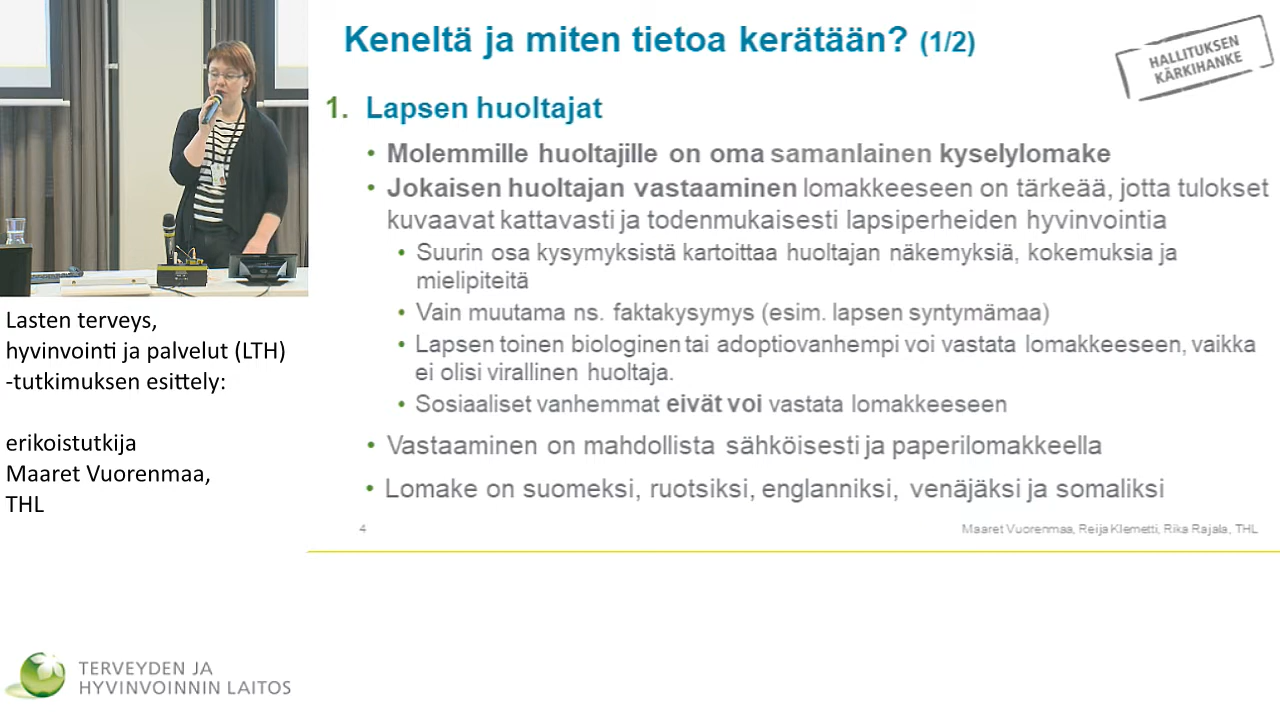 Keneltä ja miten tietoa kerätään? (1/2)
HALLITUKSEN
KÄRKIHANKE
1. Lapsen huoltajat
• Molemmille huoltajille on oma samanlainen kyselylomake
• Jokaisen huoltajan vastaaminen lomakkeeseen on tärkeää, jotta tulokset
kuvaavat kattavasti ja todenmukaisesti lapsiperheiden hyvinvointia
• Suurin osa kysymyksistä kartoittaa huoltajan näkemyksiä, kokemuksia ja
mielipiteitä
• Vain muutama ns. faktakysymys (esim. lapsen syntymämaa)
• Lapsen toinen biologinen tai adoptiovanhempi voi vastata lomakkeeseen, vaikka
ei olisi virallinen huoltaja.
• Sosiaaliset vanhemmat eivät voi vastata lomakkeeseen
• Vastaaminen on mahdollista sähköisesti ja paperilomakkeella
• Lomake on suomeksi, ruotsiksi, englanniksi, venäjäksi ja somaliksi
4
Maaret Vuorenmaa, Reija Klemetti, Rika Rajala, THL
Lasten terveys,
hyvinvointi ja palvelut (LTH)
-tutkimuksen esittely:
erikoistutkija
Maaret Vuorenmaa,
THL
TERVEYDEN JA
HYVINVOINNIN LAITOS